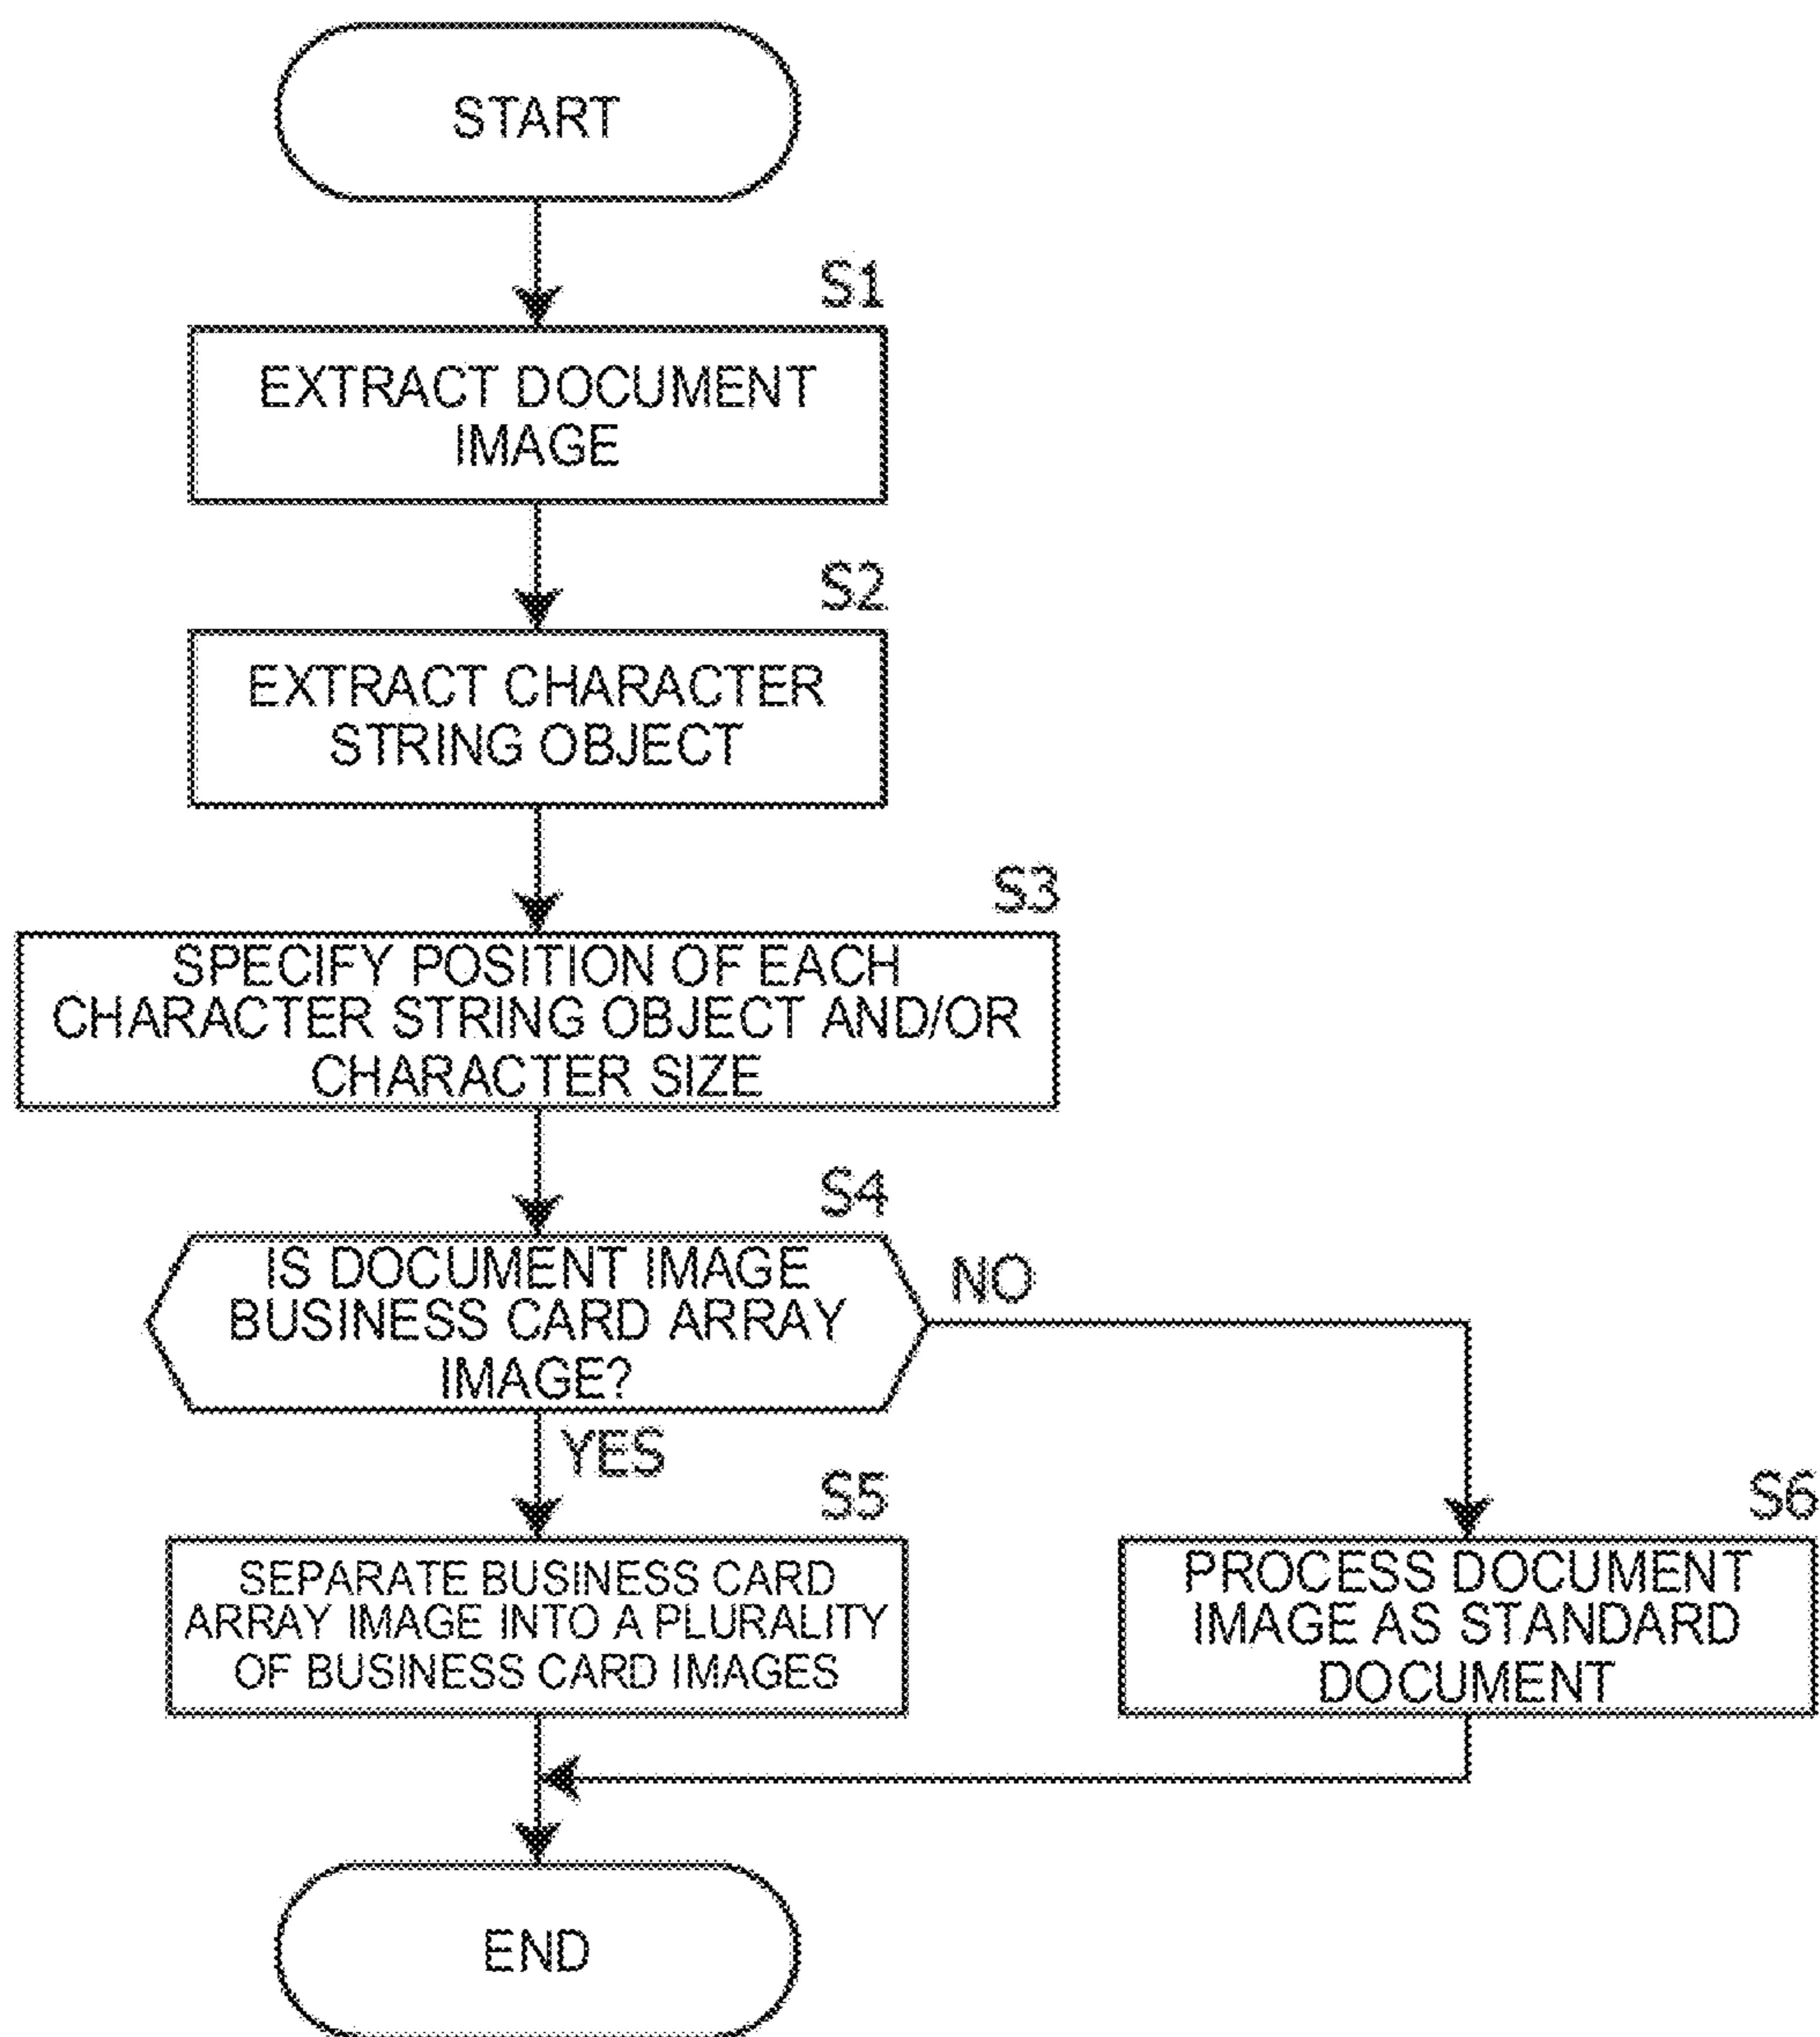 START
S1
EXTRACT DOCUMENT
IMAGE
S2
EXTRACT CHARACTER
STRING OBJECT
S3
SPECIFY POSITION OF EACH
CHARACTER STRING OBJECT AND/OR
CHARACTER SIZE
S4
IS DOCUMENT IMAGE
BUSINESS CARD ARRAY
IMAGE?
NO
YES
S5
SEPARATE BUSINESS CARD
ARRAY IMAGE INTO A PLURALITY
OF BUSINESS CARD IMAGES
S6
PROCESS DOCUMENT
IMAGE AS STANDARD
DOCUMENT
END